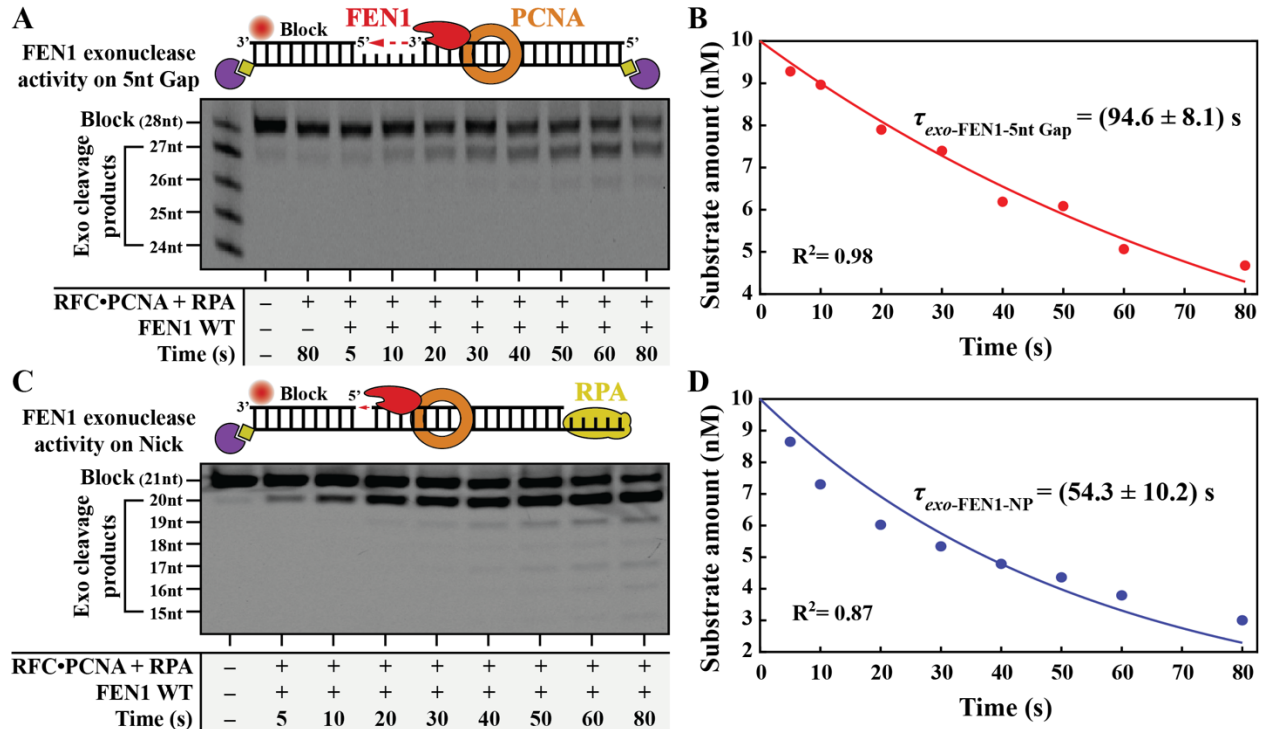 A
FEN1
PCNA
3’
Block
5’
3’
5’
FEN1 exonuclease
activity on 5nt Gap
Block (28nt)
27nt
26nt
25nt
24nt
Exo cleavage
products
RFC•PCNA + RPA – + + + + + + + + +
FEN1 WT – – + + + + + + + +
Time (s) – 80 5 10 20 30 40 50 60 80
B
Substrate amount (nM)
10
9
8
7
6
5
4
τexo-FEN1-5nt Gap = (94.6 ± 8.1) s
R2= 0.98
0 10 20 30 40 50 60 70 80
Time (s)
C
3’
Block
5’
RPA
FEN1 exonuclease
activity on Nick
Block (21nt)
20nt
19nt
18nt
17nt
16nt
15nt
Exo cleavage
products
RFC•PCNA + RPA – + + + + + + + +
FEN1 WT – + + + + + + + +
Time (s) – 5 10 20 30 40 50 60 80
D
Substrate amount (nM)
10
9
8
7
6
5
4
3
2
τexo-FEN1-NP = (54.3 ± 10.2) s
R2= 0.87
0 10 20 30 40 50 60 70 80
Time (s)